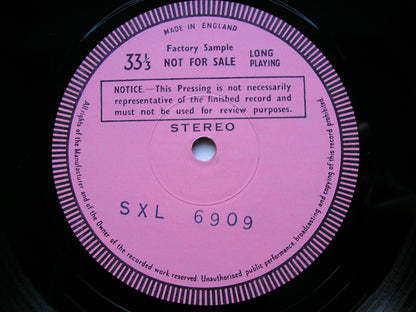 MADE IN ENGLAND
33⅓
Factory Sample
NOT FOR SALE
LONG
PLAYING
NOTICE.—This Pressing is not necessarily
representative of the finished record and
must not be used for review purposes.
STEREO
SXL 6909
All rights of the Manufacturer and of the Owner of the recorded work reserved. Unauthorised public performance, broadcasting and copying of this record prohibited.